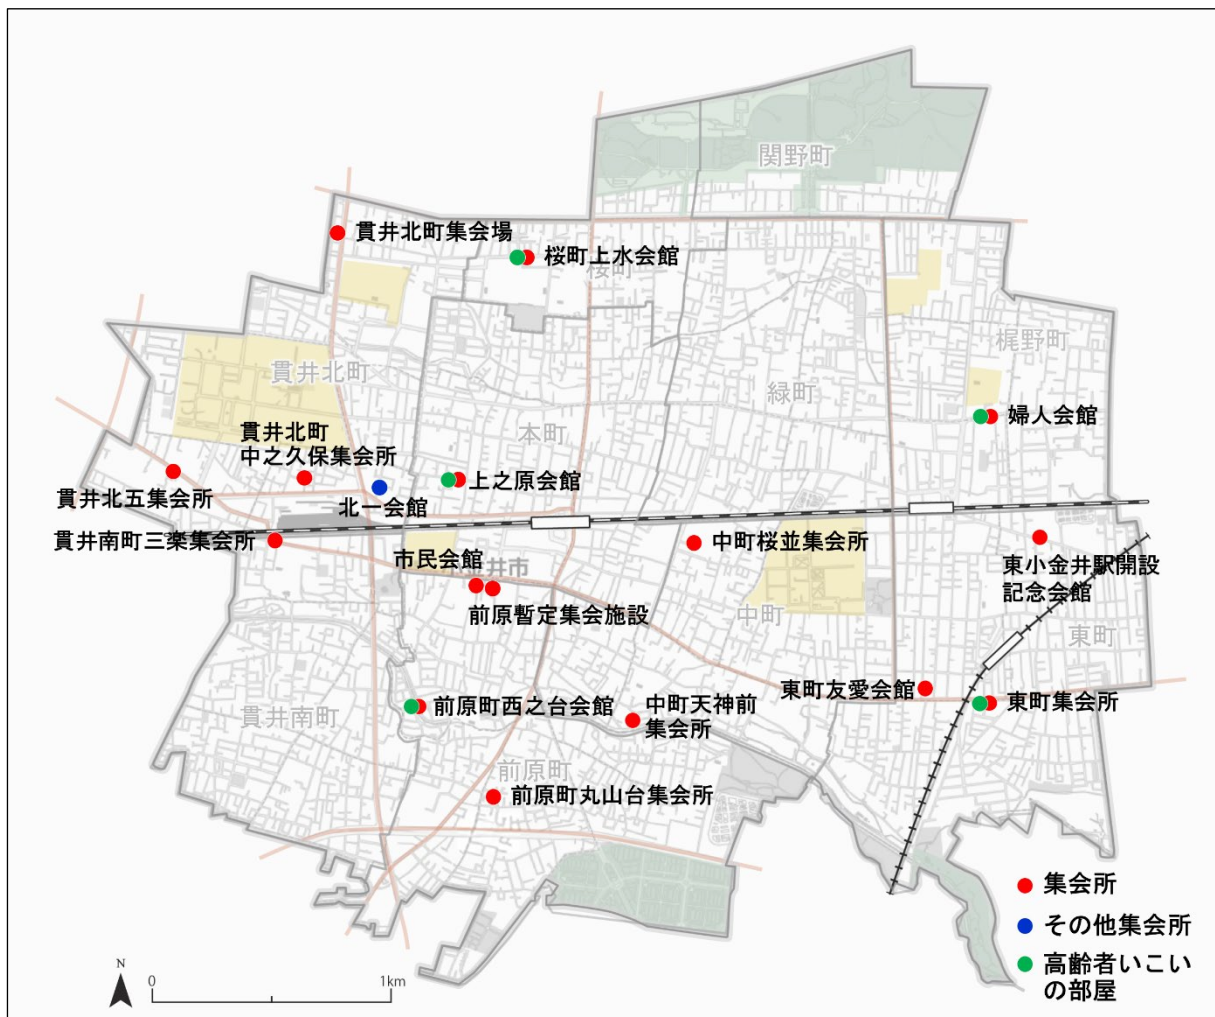 関野町
貫井北町集会場
桜町上水会館
桜町
梶野町
貫井北町
緑町
婦人会館
本町
貫井北町
中之久保集会所
上之原会館
貫井北五集会所
北一会館
貫井南町三楽集会所
中町桜並集会所
市民会館
金井市
東小金井駅開設
記念会館
前原暫定集会施設
中町
東町
東町友愛会館
東町集会所
貫井南町
前原町西之台会館
中町天神前
集会所
前原町
前原町丸山台集会所
集会所
その他集会所
高齢者いこい
の部屋
N
0
1km